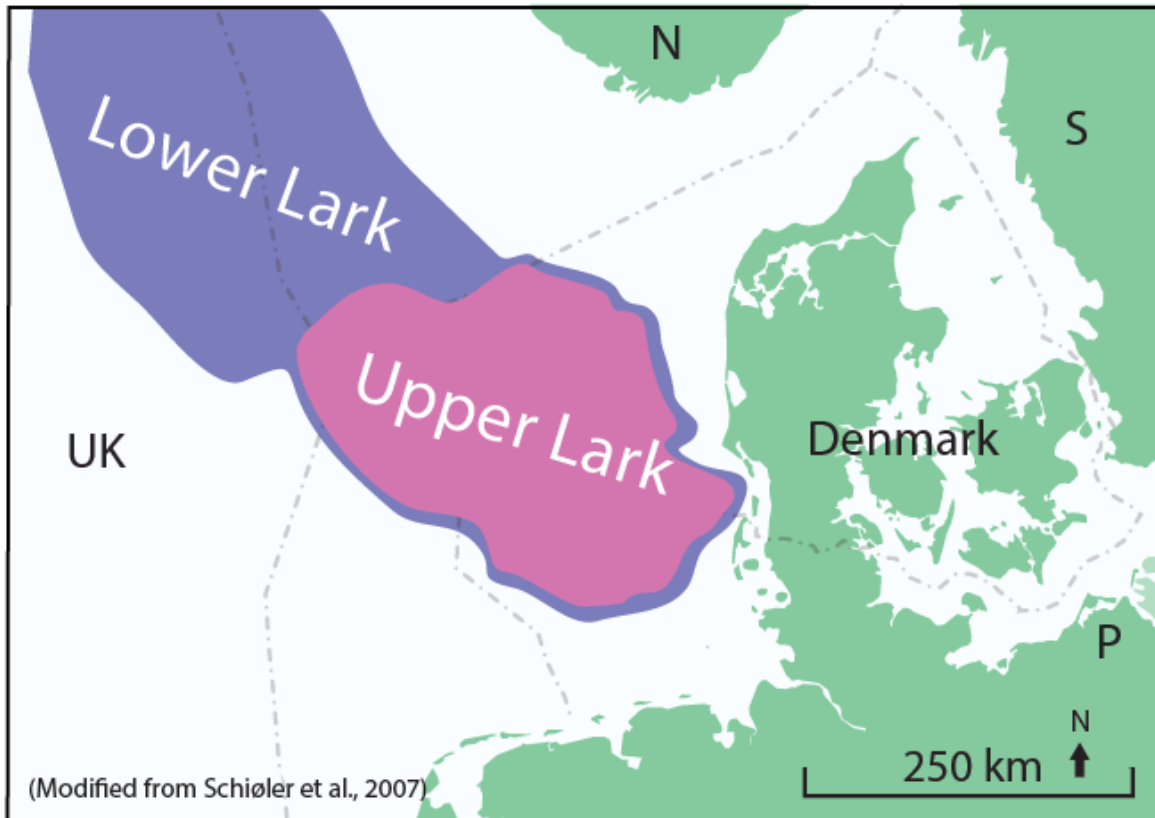 N
S
Lower Lark
Upper Lark
UK
Denmark
P
N
250 km
(Modified from Schiøler et al., 2007)